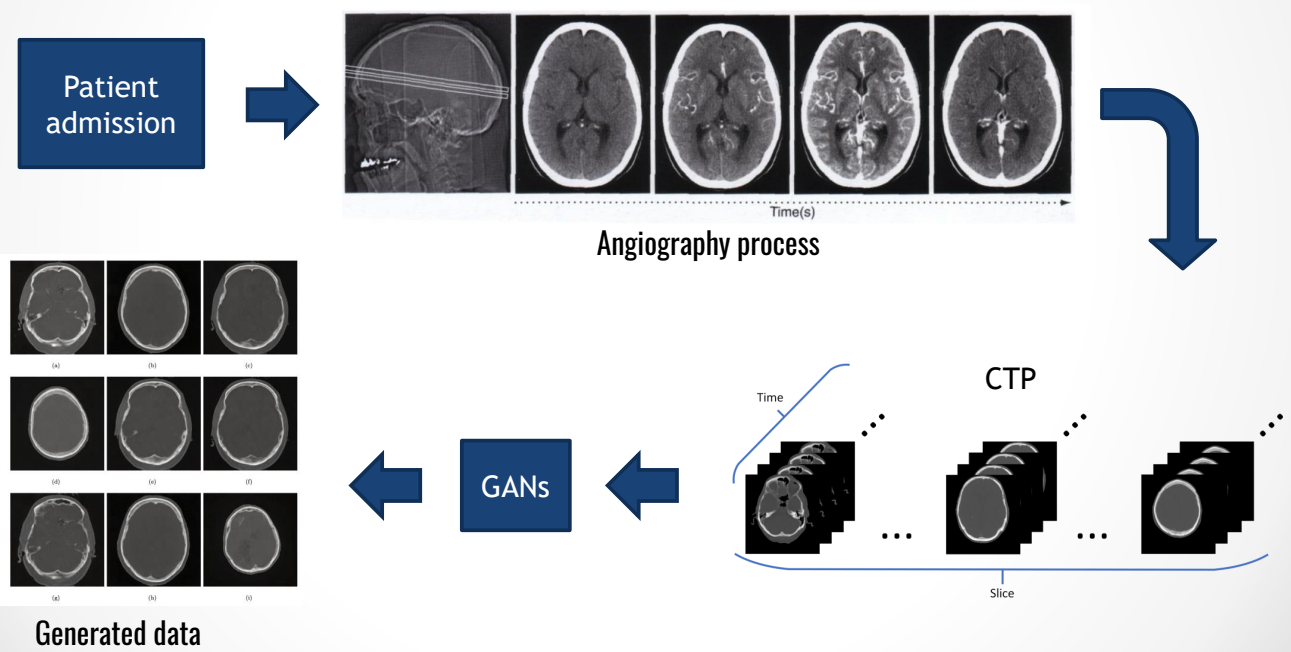 Patient
admission
Time(s)
Angiography process
CTP
Time
Slice
GANs
(a)
(b)
(c)
(d)
(e)
(f)
(g)
(h)
(i)
Generated data